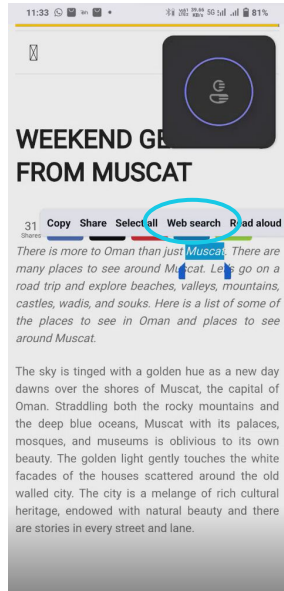 11:33 81%
5G
WEEKEND GE
FROM MUSCAT
31
Shares
Copy Share Select all Web search Read aloud
There is more to Oman than just Muscat. There are
many places to see around Muscat. Let's go on a
road trip and explore beaches, valleys, mountains,
castles, wadis, and souks. Here is a list of some of
the places to see in Oman and places to see
around Muscat.
The sky is tinged with a golden hue as a new day
dawns over the shores of Muscat, the capital of
Oman. Straddling both the rocky mountains and
the deep blue oceans, Muscat with its palaces,
mosques, and museums is oblivious to its own
beauty. The golden light gently touches the white
facades of the houses scattered around the old
walled city. The city is a melange of rich cultural
heritage, endowed with natural beauty and there
are stories in every street and lane.